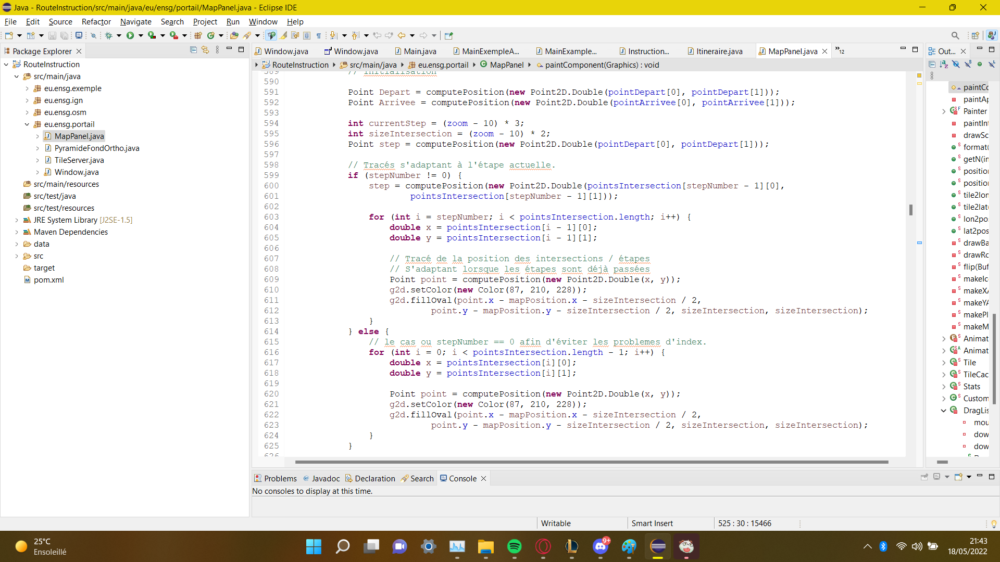 Java - RouteInstruction/src/main/java/eu/ensg/portail/MapPanel.java - Eclipse IDE
File Edit Source Refactor Navigate Search Project Run Window Help
Package Explorer
Window.java Window.java Main.java MainExempleA... MainExample... Instruction... Itineraire.java MapPanel.java »12
Out...
RouteInstruction src/main/java eu.ensg.portail MapPanel paintComponent(Graphics) : void
RouteInstruction
src/main/java
eu.ensg.exemple
eu.ensg.ign
eu.ensg.osm
eu.ensg.portail
MapPanel.java
PyramideFondOrtho.java
TileServer.java
Window.java
src/main/resources
src/test/java
src/test/resources
JRE System Library [J2SE-1.5]
Maven Dependencies
data
src
target
pom.xml
589 // initialisation
590
591 Point Depart = computePosition(new Point2D.Double(pointDepart[0], pointDepart[1]));
592 Point Arrivee = computePosition(new Point2D.Double(pointArrivee[0], pointArrivee[1]));
593
594 int currentStep = (zoom - 10) * 3;
595 int sizeIntersection = (zoom - 10) * 2;
596 Point step = computePosition(new Point2D.Double(pointDepart[0], pointDepart[1]));
597
598 // Tracés s'adaptant à l'étape actuelle.
599 if (stepNumber != 0) {
600 step = computePosition(new Point2D.Double(pointsIntersection[stepNumber - 1][0],
601 pointsIntersection[stepNumber - 1][1]));
602
603 for (int i = stepNumber; i < pointsIntersection.length; i++) {
604 double x = pointsIntersection[i - 1][0];
605 double y = pointsIntersection[i - 1][1];
606
607 // Tracé de la position des intersections / étapes
608 // S'adaptant lorsque les étapes sont déjà passées
609 Point point = computePosition(new Point2D.Double(x, y));
610 g2d.setColor(new Color(87, 210, 228));
611 g2d.fillOval(point.x - mapPosition.x - sizeIntersection / 2,
612 point.y - mapPosition.y - sizeIntersection / 2, sizeIntersection, sizeIntersection);
613 }
614 } else {
615 // le cas ou stepNumber == 0 afin d'éviter les problemes d'index.
616 for (int i = 0; i < pointsIntersection.length - 1; i++) {
617 double x = pointsIntersection[i][0];
618 double y = pointsIntersection[i][1];
619
620 Point point = computePosition(new Point2D.Double(x, y));
621 g2d.setColor(new Color(87, 210, 228));
622 g2d.fillOval(point.x - mapPosition.x - sizeIntersection / 2,
623 point.y - mapPosition.y - sizeIntersection / 2, sizeIntersection, sizeIntersection);
624 }
625 }
626
paintCo
paintAp
Painter
paintInt
drawSc
format(
getN(in
position
position
tile2lon
tile2lat
lon2po
lat2pos
drawBa
drawRo
flip(Buf
makeIc
makeXA
makeYA
makePl
makeM
Animat
Animat
Tile
TileCac
Stats
Custom
DragLis
mou
dow
dow
Problems Javadoc Declaration Search Console
No consoles to display at this time.
Writable Smart Insert 525 : 30 : 15466
25°C
Ensoleillé
9+
21:43
18/05/2022